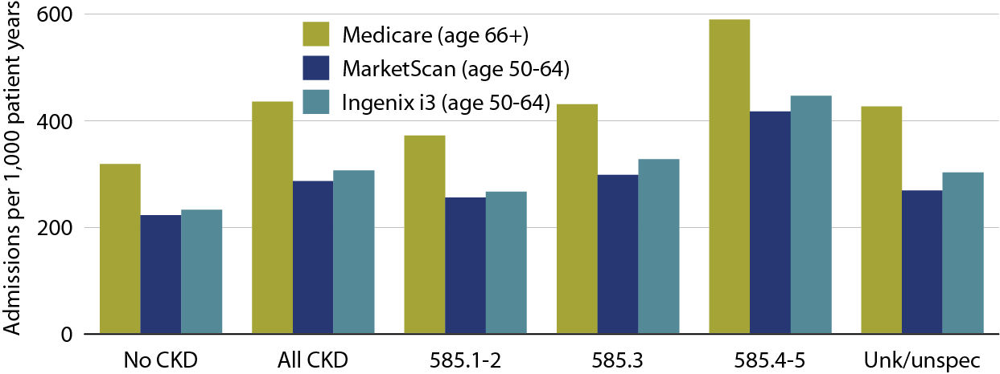 Admissions per 1,000 patient years
600
400
200
0
Medicare (age 66+)
MarketScan (age 50-64)
Ingenix i3 (age 50-64)
No CKD
All CKD
585.1-2
585.3
585.4-5
Unk/unspec